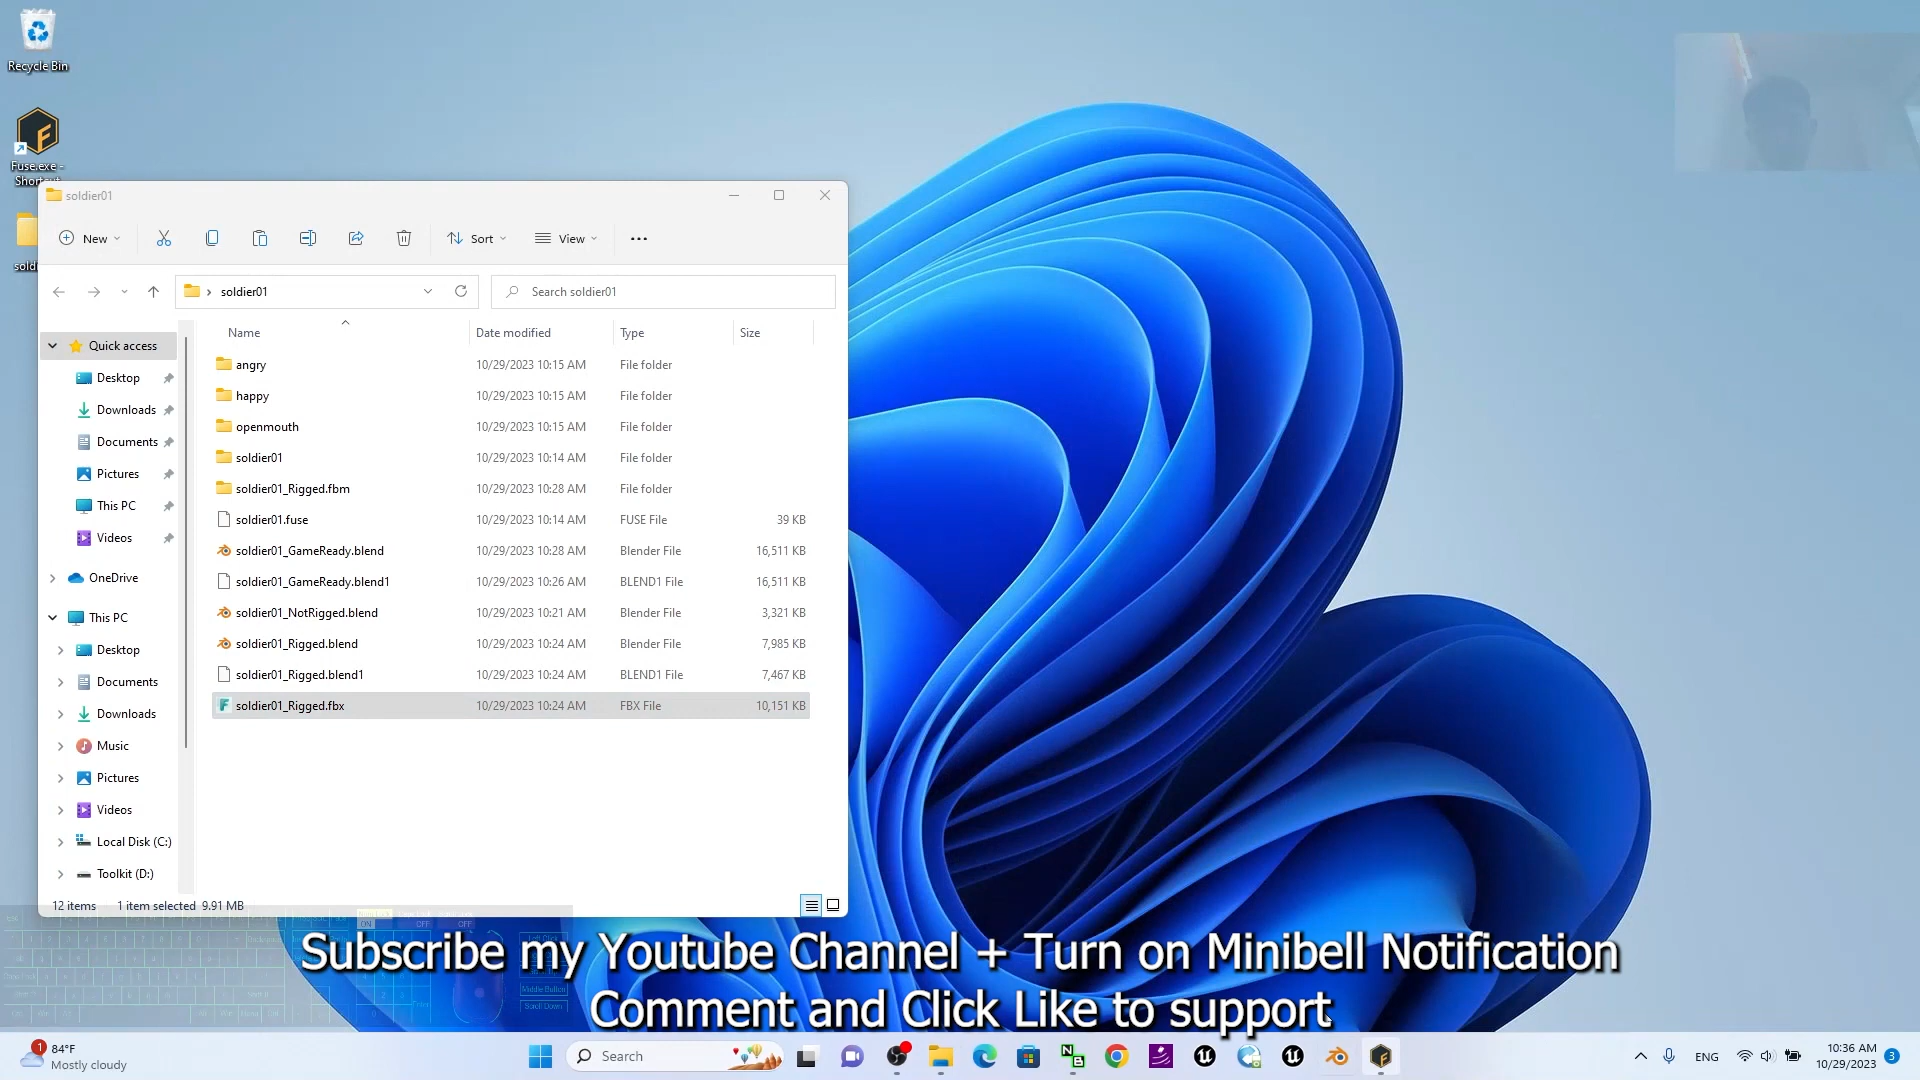 Recycle Bin
Fuse.exe -
Shortcut
soldier01
New
Sort
View
soldier01
Search soldier01
Name
Date modified
Type
Size
Quick access
Desktop
Downloads
Documents
Pictures
This PC
Videos
OneDrive
This PC
Desktop
Documents
Downloads
Music
Pictures
Videos
Local Disk (C:)
Toolkit (D:)
angry 10/29/2023 10:15 AM File folder
happy 10/29/2023 10:15 AM File folder
openmouth 10/29/2023 10:15 AM File folder
soldier01 10/29/2023 10:14 AM File folder
soldier01_Rigged.fbm 10/29/2023 10:28 AM File folder
soldier01.fuse 10/29/2023 10:14 AM FUSE File 39 KB
soldier01_GameReady.blend 10/29/2023 10:28 AM Blender File 16,511 KB
soldier01_GameReady.blend1 10/29/2023 10:26 AM BLEND1 File 16,511 KB
soldier01_NotRigged.blend 10/29/2023 10:21 AM Blender File 3,321 KB
soldier01_Rigged.blend 10/29/2023 10:24 AM Blender File 7,985 KB
soldier01_Rigged.blend1 10/29/2023 10:24 AM BLEND1 File 7,467 KB
soldier01_Rigged.fbx 10/29/2023 10:24 AM FBX File 10,151 KB
12 items 1 item selected 9.91 MB
Subscribe my Youtube Channel + Turn on Minibell Notification
Comment and Click Like to support
1
84°F
Mostly cloudy
Search
ENG
10:36 AM
10/29/2023
3